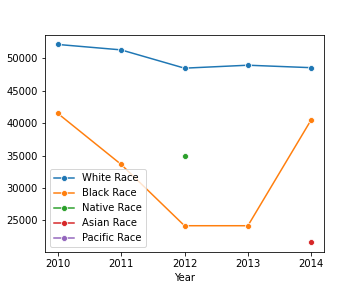 50000
45000
40000
35000
30000
25000
White Race
Black Race
Native Race
Asian Race
Pacific Race
2010 2011 2012 2013 2014
Year